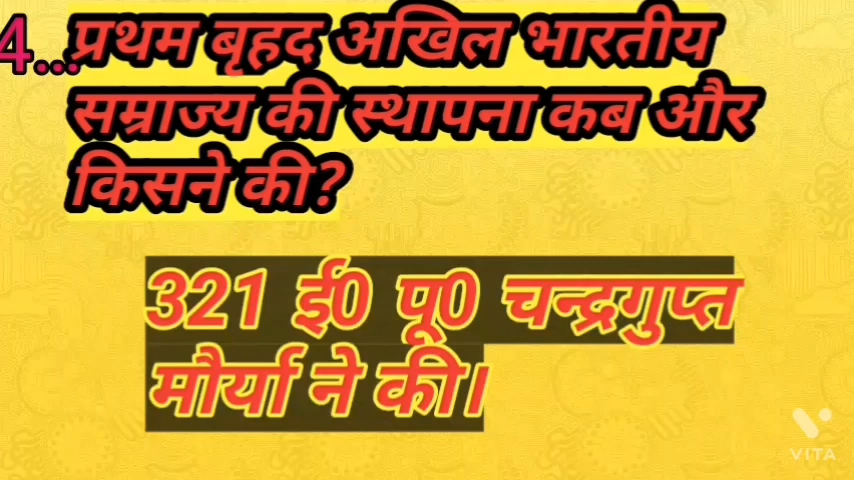 4...प्रथम बृहद अखिल भारतीय
सम्राज्य की स्थापना कब और
किसने की?
321 ई0 पू0 चन्द्रगुप्त
मौर्या ने की।
VITA